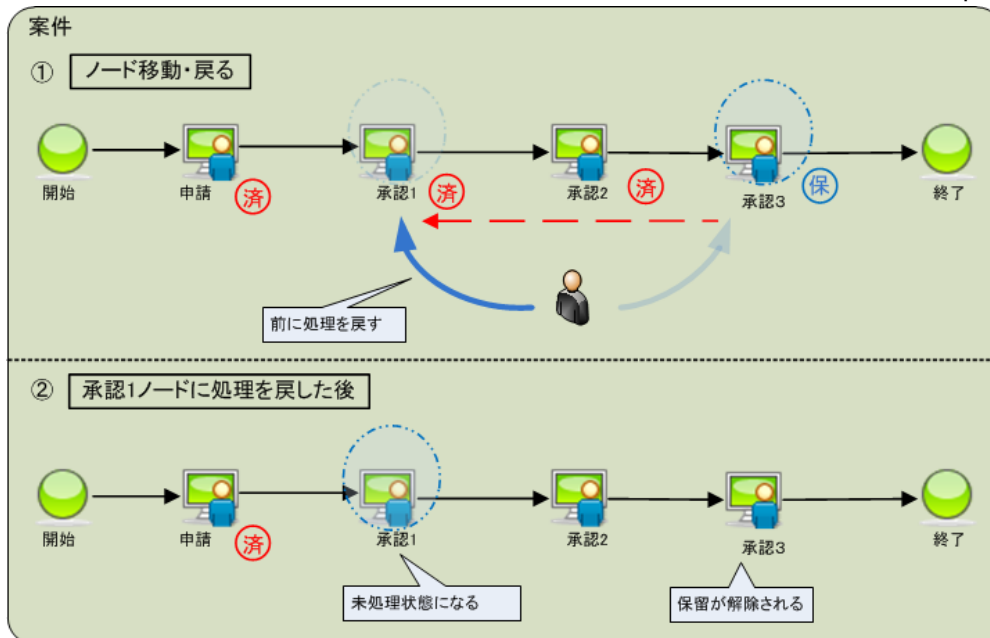 案件
① ノード移動・戻る
開始
申請
済
承認1
済
承認2
済
承認3
保
終了
前に処理を戻す
② 承認1ノードに処理を戻した後
開始
申請
済
承認1
承認2
承認3
終了
未処理状態になる
保留が解除される